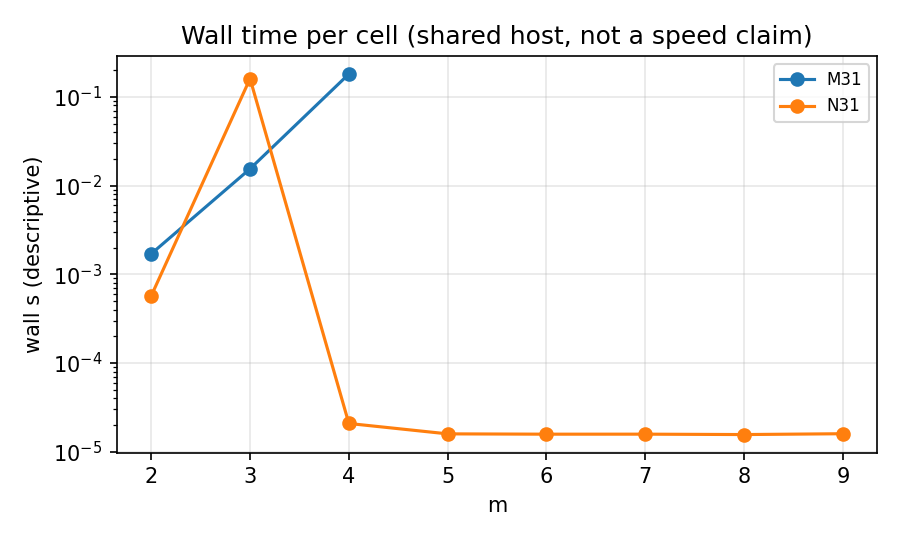 Wall time per cell (shared host, not a speed claim)
M31
N31
wall s (descriptive)
10⁻¹
10⁻²
10⁻³
10⁻⁴
10⁻⁵
2 3 4 5 6 7 8 9
m